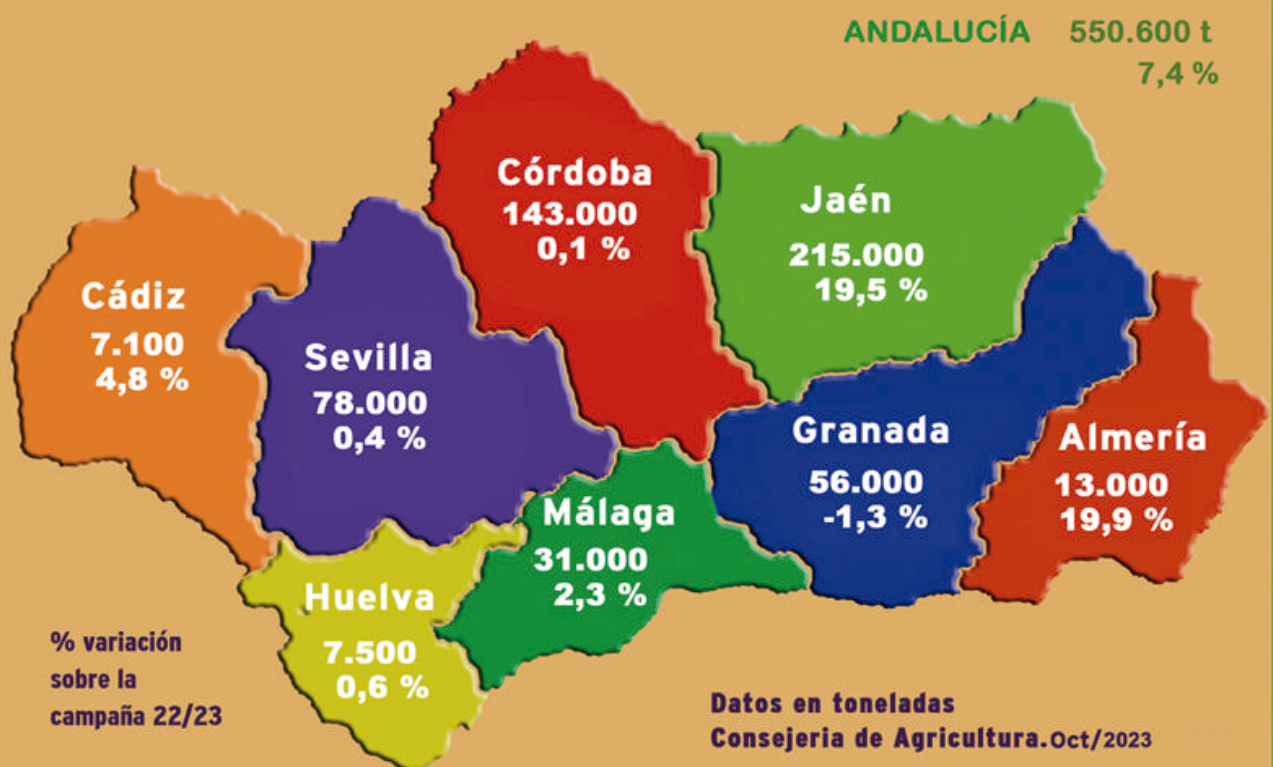 ANDALUCÍA 550.600 t
7,4 %
Córdoba
143.000
0,1 %
Jaén
215.000
19,5 %
Cádiz
7.100
4,8 %
Sevilla
78.000
0,4 %
Granada
56.000
-1,3 %
Almería
13.000
19,9 %
Málaga
31.000
2,3 %
Huelva
7.500
0,6 %
% variación
sobre la
campaña 22/23
Datos en toneladas
Consejeria de Agricultura.Oct/2023